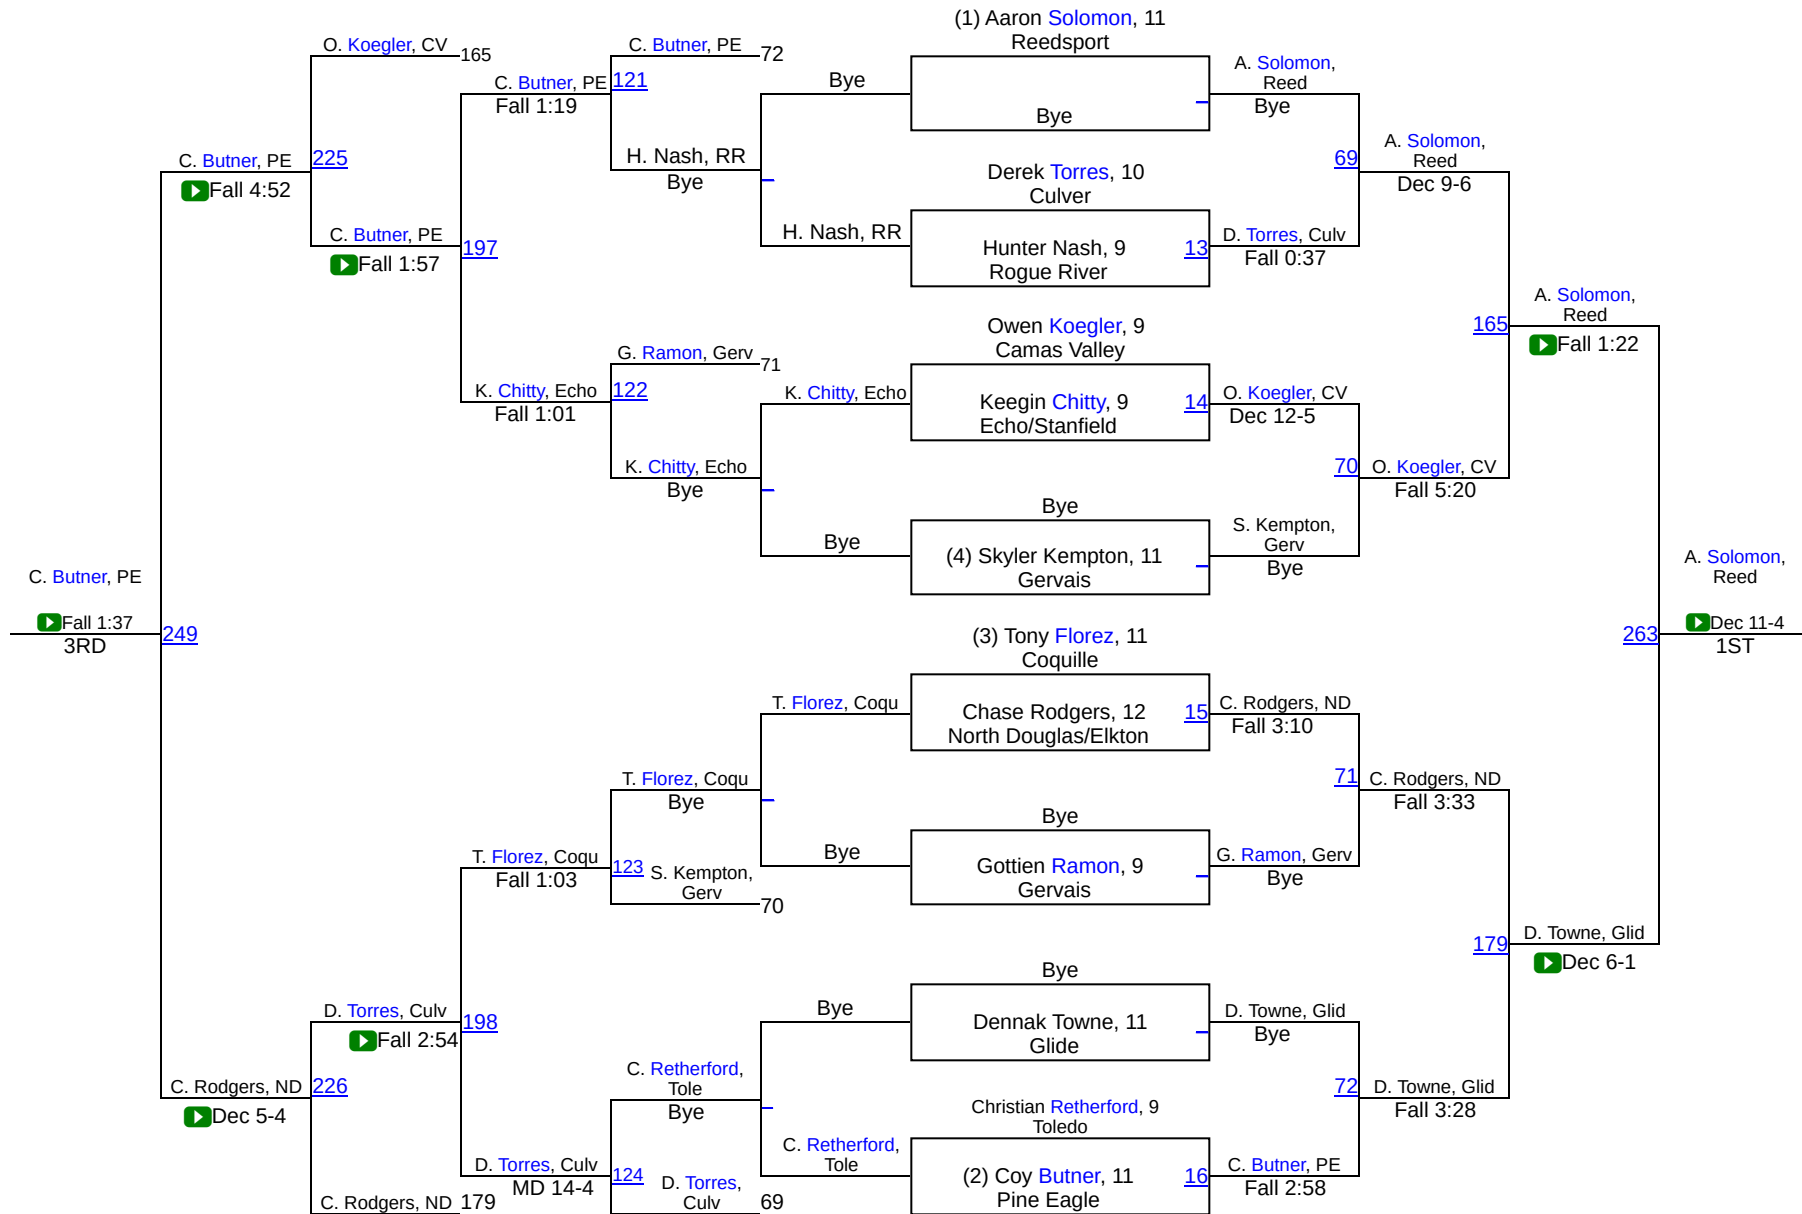 (1) Aaron Solomon, 11
Reedsport
Bye
Derek Torres, 10
Culver
Hunter Nash, 9
Rogue River
13
Owen Koegler, 9
Camas Valley
Keegin Chitty, 9
Echo/Stanfield
14
Bye
(4) Skyler Kempton, 11
Gervais
(3) Tony Florez, 11
Coquille
Chase Rodgers, 12
North Douglas/Elkton
15
Bye
Gottien Ramon, 9
Gervais
Bye
Dennak Towne, 11
Glide
Christian Retherford, 9
Toledo
(2) Coy Butner, 11
Pine Eagle
16
A. Solomon,
Reed
Bye
69
D. Torres, Culv
Fall 0:37
O. Koegler, CV
Dec 12-5
70
S. Kempton,
Gerv
Bye
C. Rodgers, ND
Fall 3:10
71
G. Ramon, Gerv
Bye
D. Towne, Glid
Bye
72
C. Butner, PE
Fall 2:58
A. Solomon,
Reed
Dec 9-6
165
O. Koegler, CV
Fall 5:20
C. Rodgers, ND
Fall 3:33
179
D. Towne, Glid
Fall 3:28
A. Solomon,
Reed
Fall 1:22
263
D. Towne, Glid
Dec 6-1
A. Solomon,
Reed
Dec 11-4
1ST
Bye
H. Nash, RR
K. Chitty, Echo
Bye
T. Florez, Coqu
Bye
Bye
C. Retherford,
Tole
C. Butner, PE
72
121
H. Nash, RR
Bye
G. Ramon, Gerv
71
122
K. Chitty, Echo
Bye
T. Florez, Coqu
Bye
123
S. Kempton,
Gerv
70
C. Retherford,
Tole
Bye
124
D. Torres,
Culv
69
C. Butner, PE
Fall 1:19
197
K. Chitty, Echo
Fall 1:01
T. Florez, Coqu
Fall 1:03
198
D. Torres, Culv
MD 14-4
O. Koegler, CV
165
225
C. Butner, PE
Fall 1:57
D. Torres, Culv
Fall 2:54
226
C. Rodgers, ND
179
C. Butner, PE
Fall 4:52
249
C. Rodgers, ND
Dec 5-4
C. Butner, PE
Fall 1:37
3RD